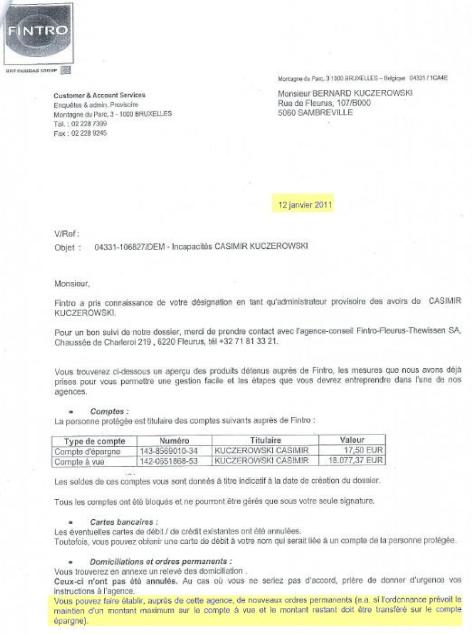 FINTRO
BNP PARIBAS GROUP
Montagne du Parc, 3 1000 BRUXELLES – Belgique 04331 / 1CA4E
Customer & Account Services
Enquêtes & admin. Provisoire
Montagne du Parc, 3 - 1000 BRUXELLES
Tél. : 02 228 7399
Fax : 02 228 9245
Monsieur BERNARD KUCZEROWSKI
Rue de Fleurus, 107/B000
5060 SAMBREVILLE
12 janvier 2011
V/Ref :
Objet : 04331-106827/DEM - Incapacités CASIMIR KUCZEROWSKI
Monsieur,
Fintro a pris connaissance de votre désignation en tant qu'administrateur provisoire des avoirs de CASIMIR
KUCZEROWSKI.
Pour un bon suivi de notre dossier, merci de prendre contact avec l'agence-conseil Fintro-Fleurus-Thewissen SA,
Chaussée de Charleroi 219 , 6220 Fleurus, tél +32 71 81 33 21.
Vous trouverez ci-dessous un aperçu des produits détenus auprès de Fintro, les mesures que nous avons déjà
prises pour vous permettre une gestion facile et les étapes que vous devrez entreprendre dans l'une de nos
agences.
• Comptes :
La personne protégée est titulaire des comptes suivants auprès de Fintro :
Type de compte Numéro Titulaire Valeur
Compte d'épargne 143-8569010-34 KUCZEROWSKI CASIMIR 17,50 EUR
Compte à vue 142-0651868-53 KUCZEROWSKI CASIMIR 18.077,37 EUR
Les soldes de ces comptes vous sont donnés à titre indicatif à la date de création du dossier.
Tous les comptes ont été bloqués et ne pourront être gérés que sous votre seule signature.
• Cartes bancaires :
Les éventuelles cartes de débit / de crédit existantes ont été annulées.
Toutefois, vous pouvez obtenir une carte de débit à votre nom qui serait liée à un compte de la personne protégée.
• Domiciliations et ordres permanents :
Vous trouverez en annexe un relevé des domiciliation .
Ceux-ci n'ont pas été annulés. Au cas où vous ne seriez pas d'accord, prière de donner d'urgence vos
instructions à l'agence.
Vous pouvez faire établir, auprès de cette agence, de nouveaux ordres permanents (e.a. si l'ordonnance prévoit le
maintien d'un montant maximum sur le compte à vue et le montant restant doit être transféré sur le compte
épargne).